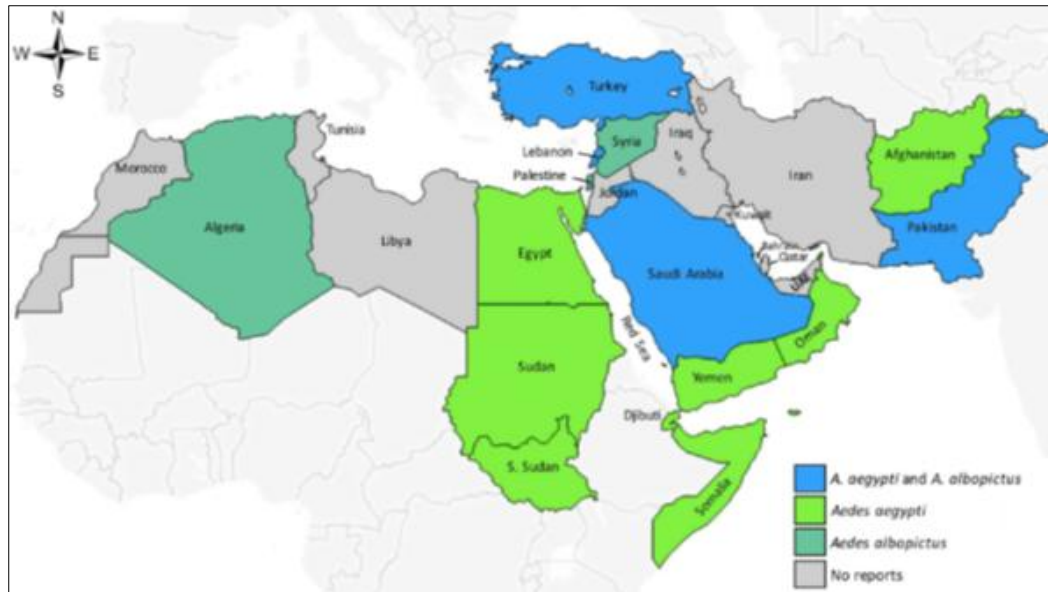 N
W E
S
Turkey
Tunisia
Syria
Iraq
Lebanon
Afghanistan
Morocco
Palestine
Iran
Jordan
Algeria
Libya
Kuwait
Pakistan
Egypt
Bahrain
Qatar
Saudi Arabia
UAE
Red Sea
Oman
Sudan
Yemen
Djibuti
S. Sudan
Somalia
A. aegypti and A. albopictus
Aedes aegypti
Aedes albopictus
No reports